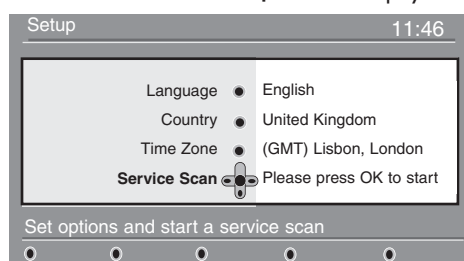 Setup 11:46
Language English
Country United Kingdom
Time Zone (GMT) Lisbon, London
Service Scan Please press OK to start
Set options and start a service scan